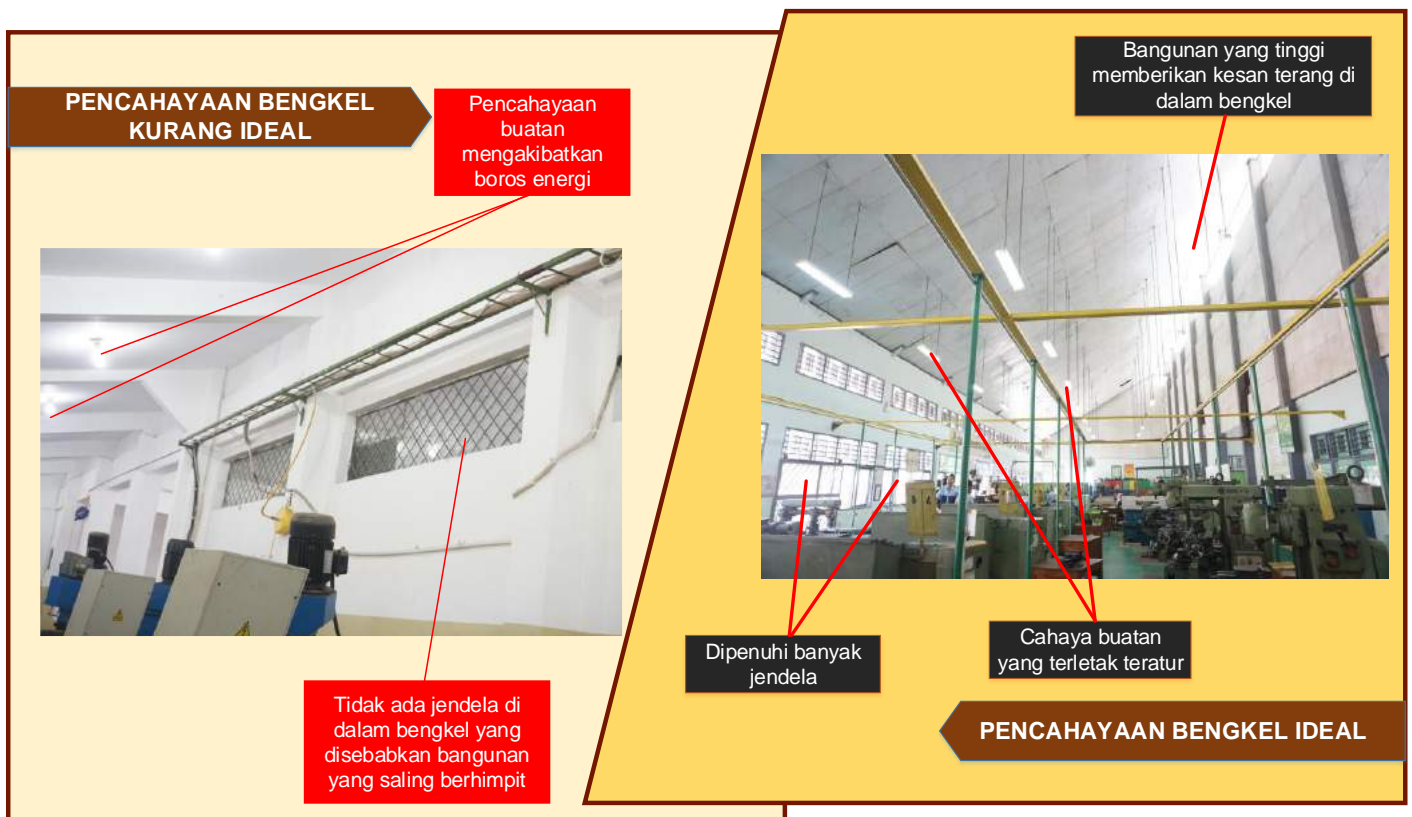 PENCAHAYAAN BENGKEL
KURANG IDEAL
Pencahayaan
buatan
mengakibatkan
boros energi
Tidak ada jendela di
dalam bengkel yang
disebabkan bangunan
yang saling berhimpit
Bangunan yang tinggi
memberikan kesan terang di
dalam bengkel
Dipenuhi banyak
jendela
Cahaya buatan
yang terletak teratur
PENCAHAYAAN BENGKEL IDEAL